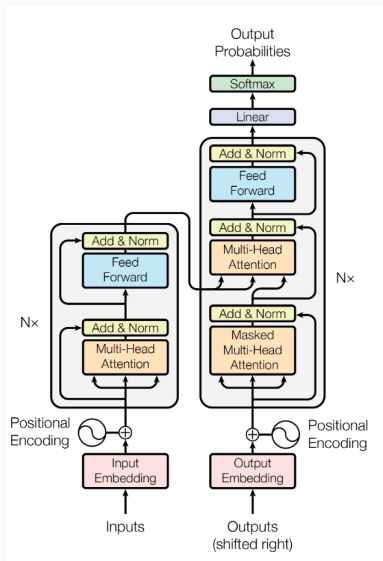 Output
Probabilities
Softmax
Linear
Add & Norm
Feed
Forward
Add & Norm
Multi-Head
Attention
Add & Norm
Masked
Multi-Head
Attention
Nx
Add & Norm
Feed
Forward
Add & Norm
Multi-Head
Attention
Nx
Positional
Encoding
Positional
Encoding
Input
Embedding
Output
Embedding
Inputs
Outputs
(shifted right)